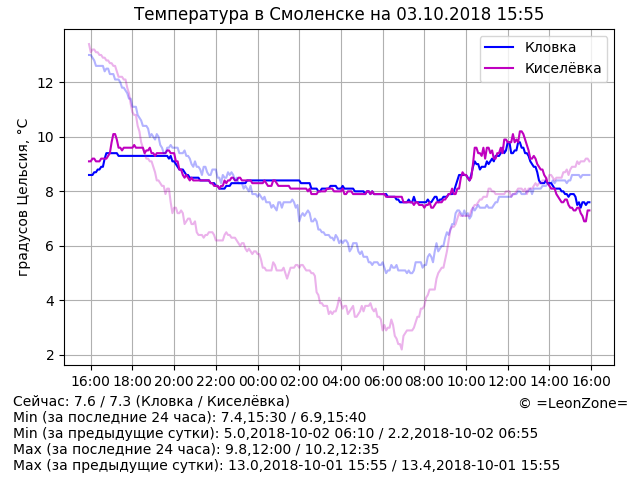 Температура в Смоленске на 03.10.2018 15:55
Кловка
Киселёвка
градусов Цельсия, °C
12
10
8
6
4
2
16:00 18:00 20:00 22:00 00:00 02:00 04:00 06:00 08:00 10:00 12:00 14:00 16:00
Сейчас: 7.6 / 7.3 (Кловка / Киселёвка)
© =LeonZone=
Min (за последние 24 часа): 7.4,15:30 / 6.9,15:40
Min (за предыдущие сутки): 5.0,2018-10-02 06:10 / 2.2,2018-10-02 06:55
Max (за последние 24 часа): 9.8,12:00 / 10.2,12:35
Max (за предыдущие сутки): 13.0,2018-10-01 15:55 / 13.4,2018-10-01 15:55